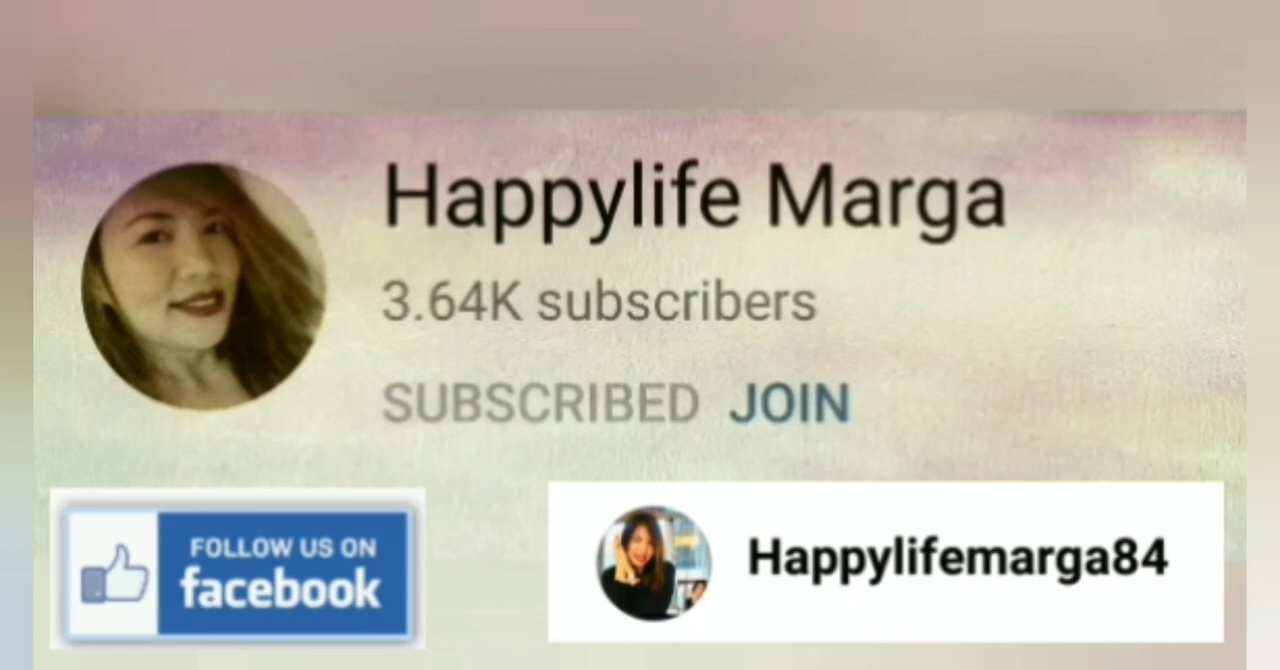 Happylife Marga
3.64K subscribers
SUBSCRIBED JOIN
FOLLOW US ON
facebook
Happylifemarga84